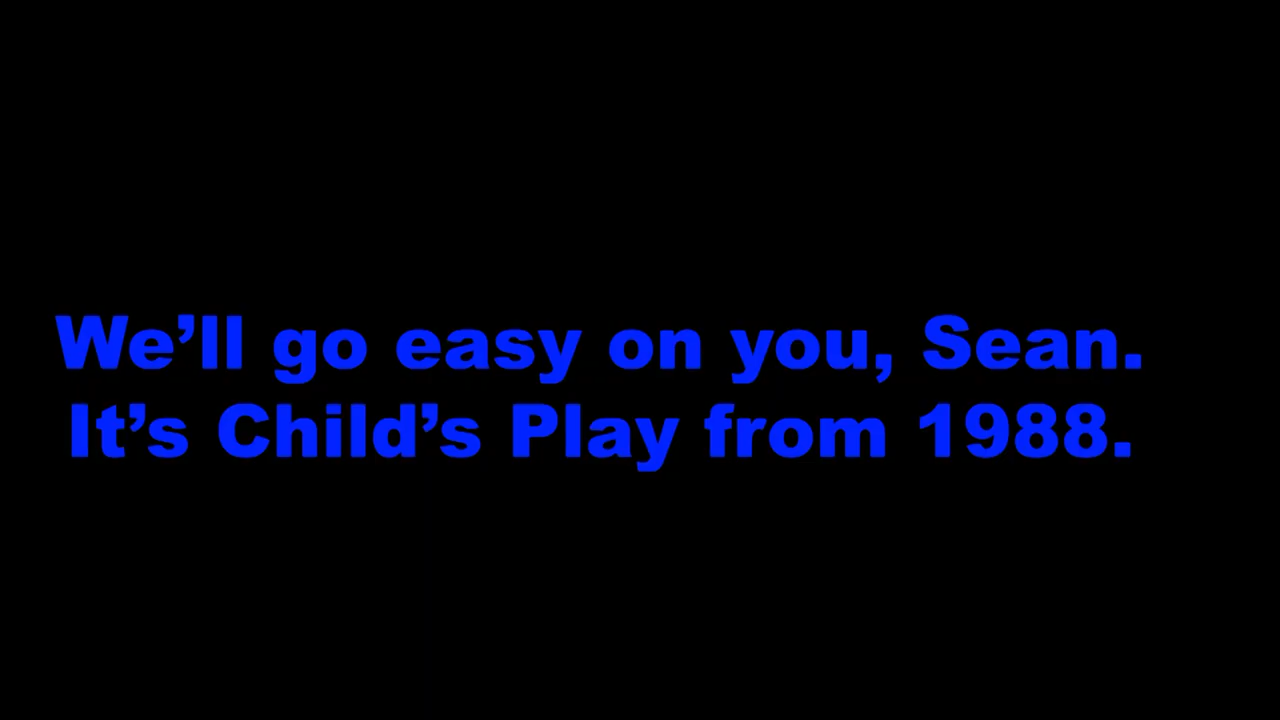 We’ll go easy on you, Sean.
It’s Child’s Play from 1988.